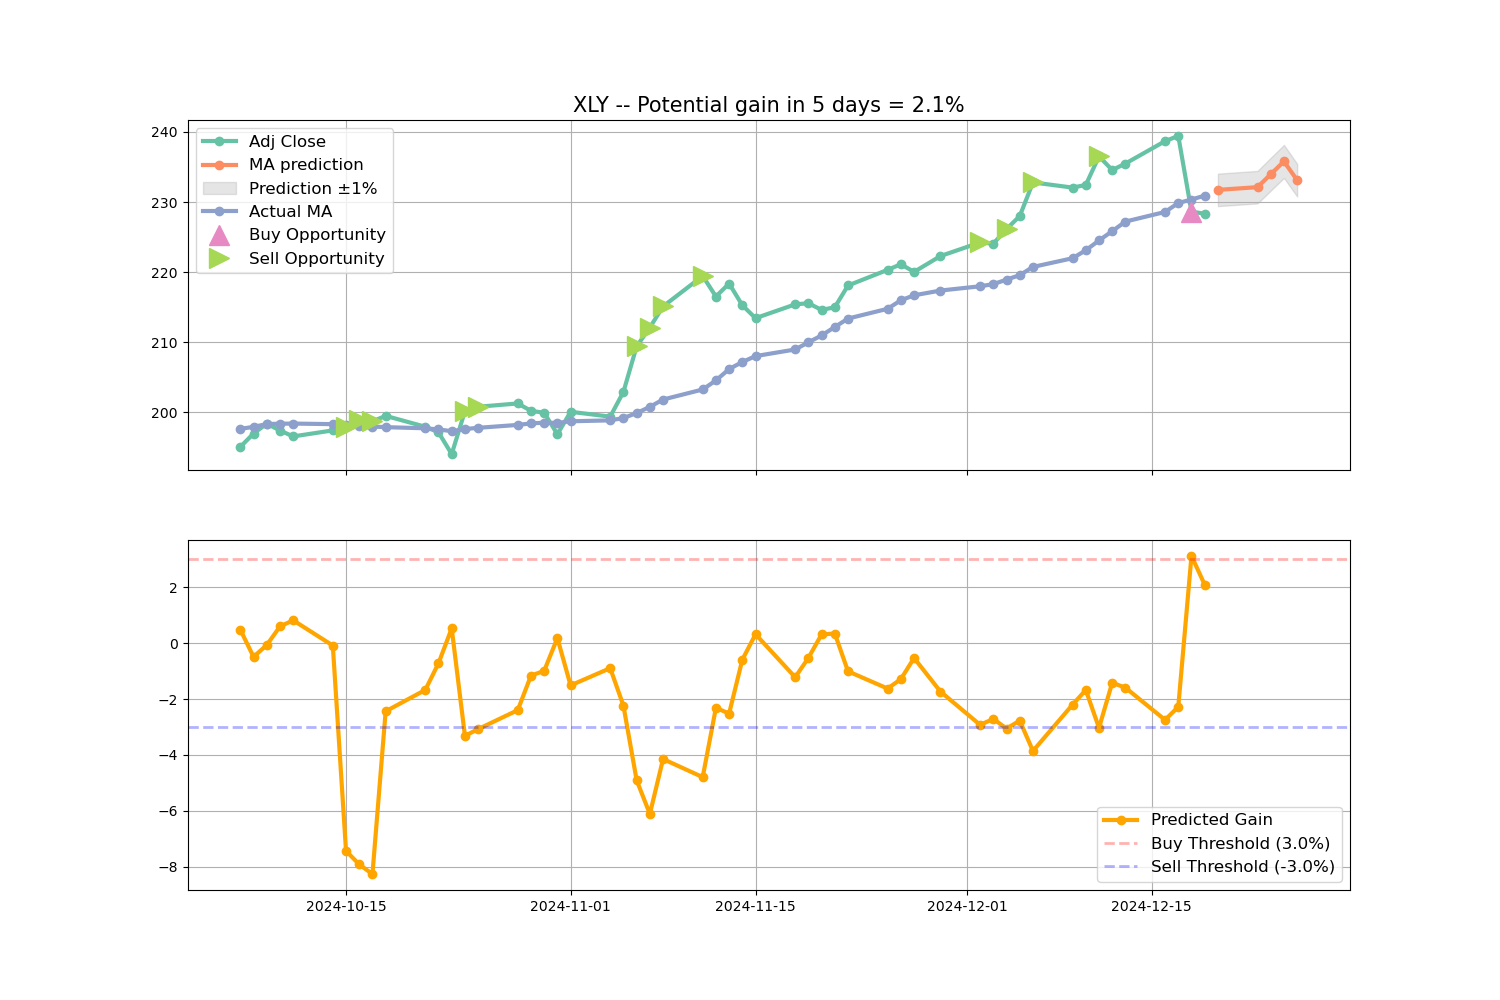 XLY -- Potential gain in 5 days = 2.1%
240
230
220
210
200
Adj Close
MA prediction
Prediction ±1%
Actual MA
Buy Opportunity
Sell Opportunity
2
0
−2
−4
−6
−8
Predicted Gain
Buy Threshold (3.0%)
Sell Threshold (-3.0%)
2024-10-15
2024-11-01
2024-11-15
2024-12-01
2024-12-15